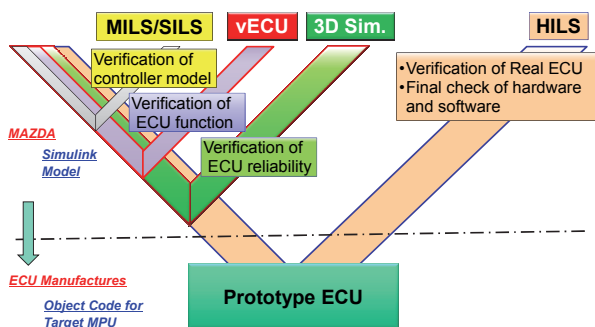 MILS/SILS
vECU
3D Sim.
HILS
Verification of
controller model
•Verification of Real ECU
•Final check of hardware
and software
Verification of
ECU function
MAZDA
Simulink
Model
Verification of
ECU reliability
ECU Manufactures
Object Code for
Target MPU
Prototype ECU